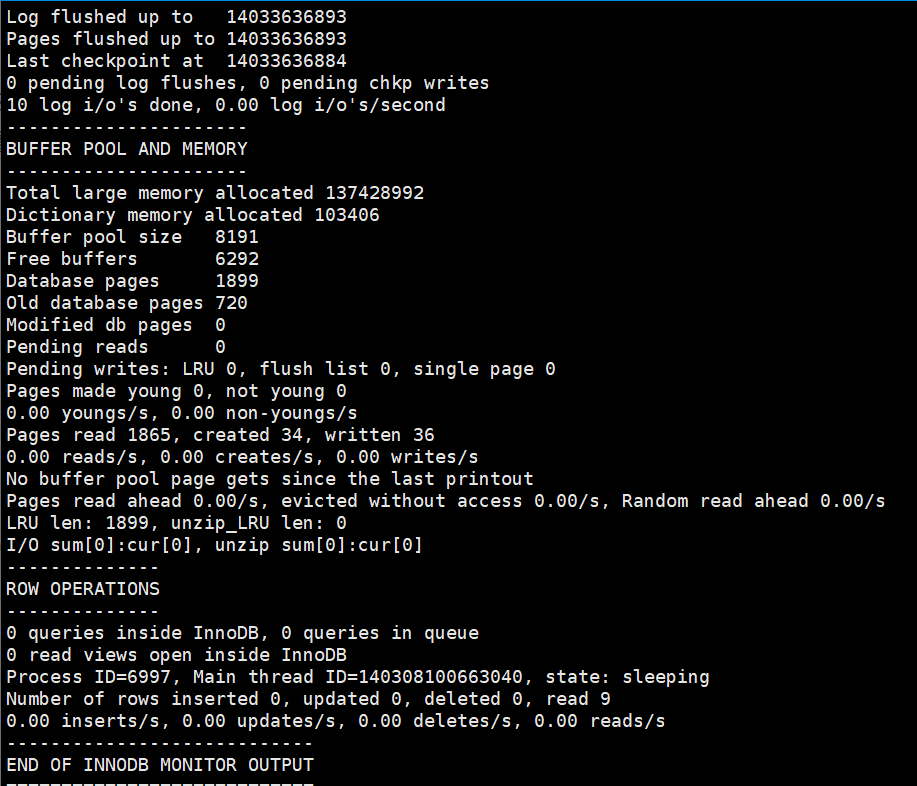 Log flushed up to   14033636893
Pages flushed up to 14033636893
Last checkpoint at  14033636884
0 pending log flushes, 0 pending chkp writes
10 log i/o's done, 0.00 log i/o's/second
----------------------
BUFFER POOL AND MEMORY
----------------------
Total large memory allocated 137428992
Dictionary memory allocated 103406
Buffer pool size   8191
Free buffers       6292
Database pages     1899
Old database pages 720
Modified db pages  0
Pending reads      0
Pending writes: LRU 0, flush list 0, single page 0
Pages made young 0, not young 0
0.00 youngs/s, 0.00 non-youngs/s
Pages read 1865, created 34, written 36
0.00 reads/s, 0.00 creates/s, 0.00 writes/s
No buffer pool page gets since the last printout
Pages read ahead 0.00/s, evicted without access 0.00/s, Random read ahead 0.00/s
LRU len: 1899, unzip_LRU len: 0
I/O sum[0]:cur[0], unzip sum[0]:cur[0]
--------------
ROW OPERATIONS
--------------
0 queries inside InnoDB, 0 queries in queue
0 read views open inside InnoDB
Process ID=6997, Main thread ID=140308100663040, state: sleeping
Number of rows inserted 0, updated 0, deleted 0, read 9
0.00 inserts/s, 0.00 updates/s, 0.00 deletes/s, 0.00 reads/s
----------------------------
END OF INNODB MONITOR OUTPUT
============================